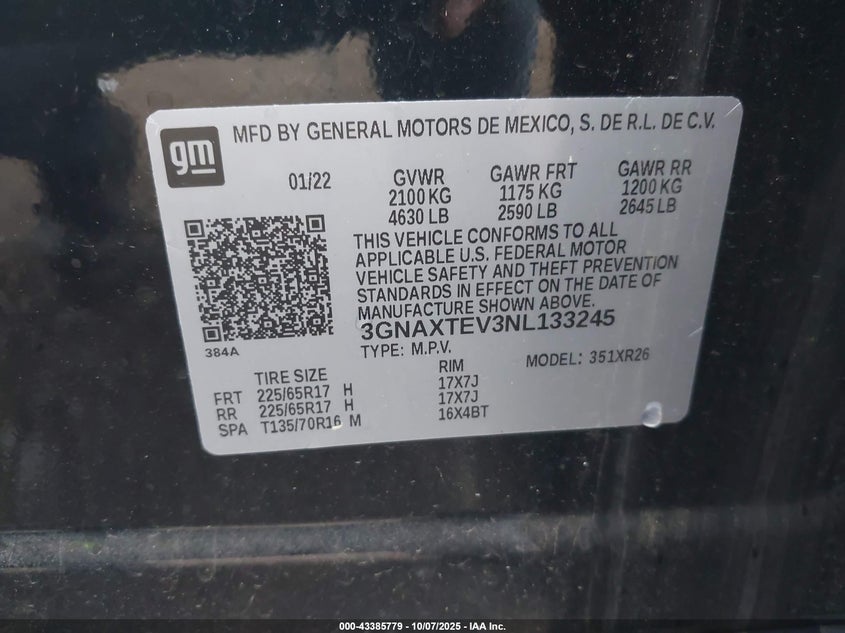 gm
MFD BY GENERAL MOTORS DE MEXICO, S. DE R.L. DE C.V.
01/22
GVWR
2100 KG
4630 LB
GAWR FRT
1175 KG
2590 LB
GAWR RR
1200 KG
2645 LB
THIS VEHICLE CONFORMS TO ALL
APPLICABLE U.S. FEDERAL MOTOR
VEHICLE SAFETY AND THEFT PREVENTION
STANDARDS IN EFFECT ON THE DATE OF
MANUFACTURE SHOWN ABOVE.
3GNAXTEV3NL133245
384A
TYPE: M.P.V.
MODEL: 351XR26
TIRE SIZE
RIM
FRT 225/65R17 H 17X7J
RR 225/65R17 H 17X7J
SPA T135/70R16 M 16X4BT
000-43385779 - 10/07/2025 - IAA Inc.